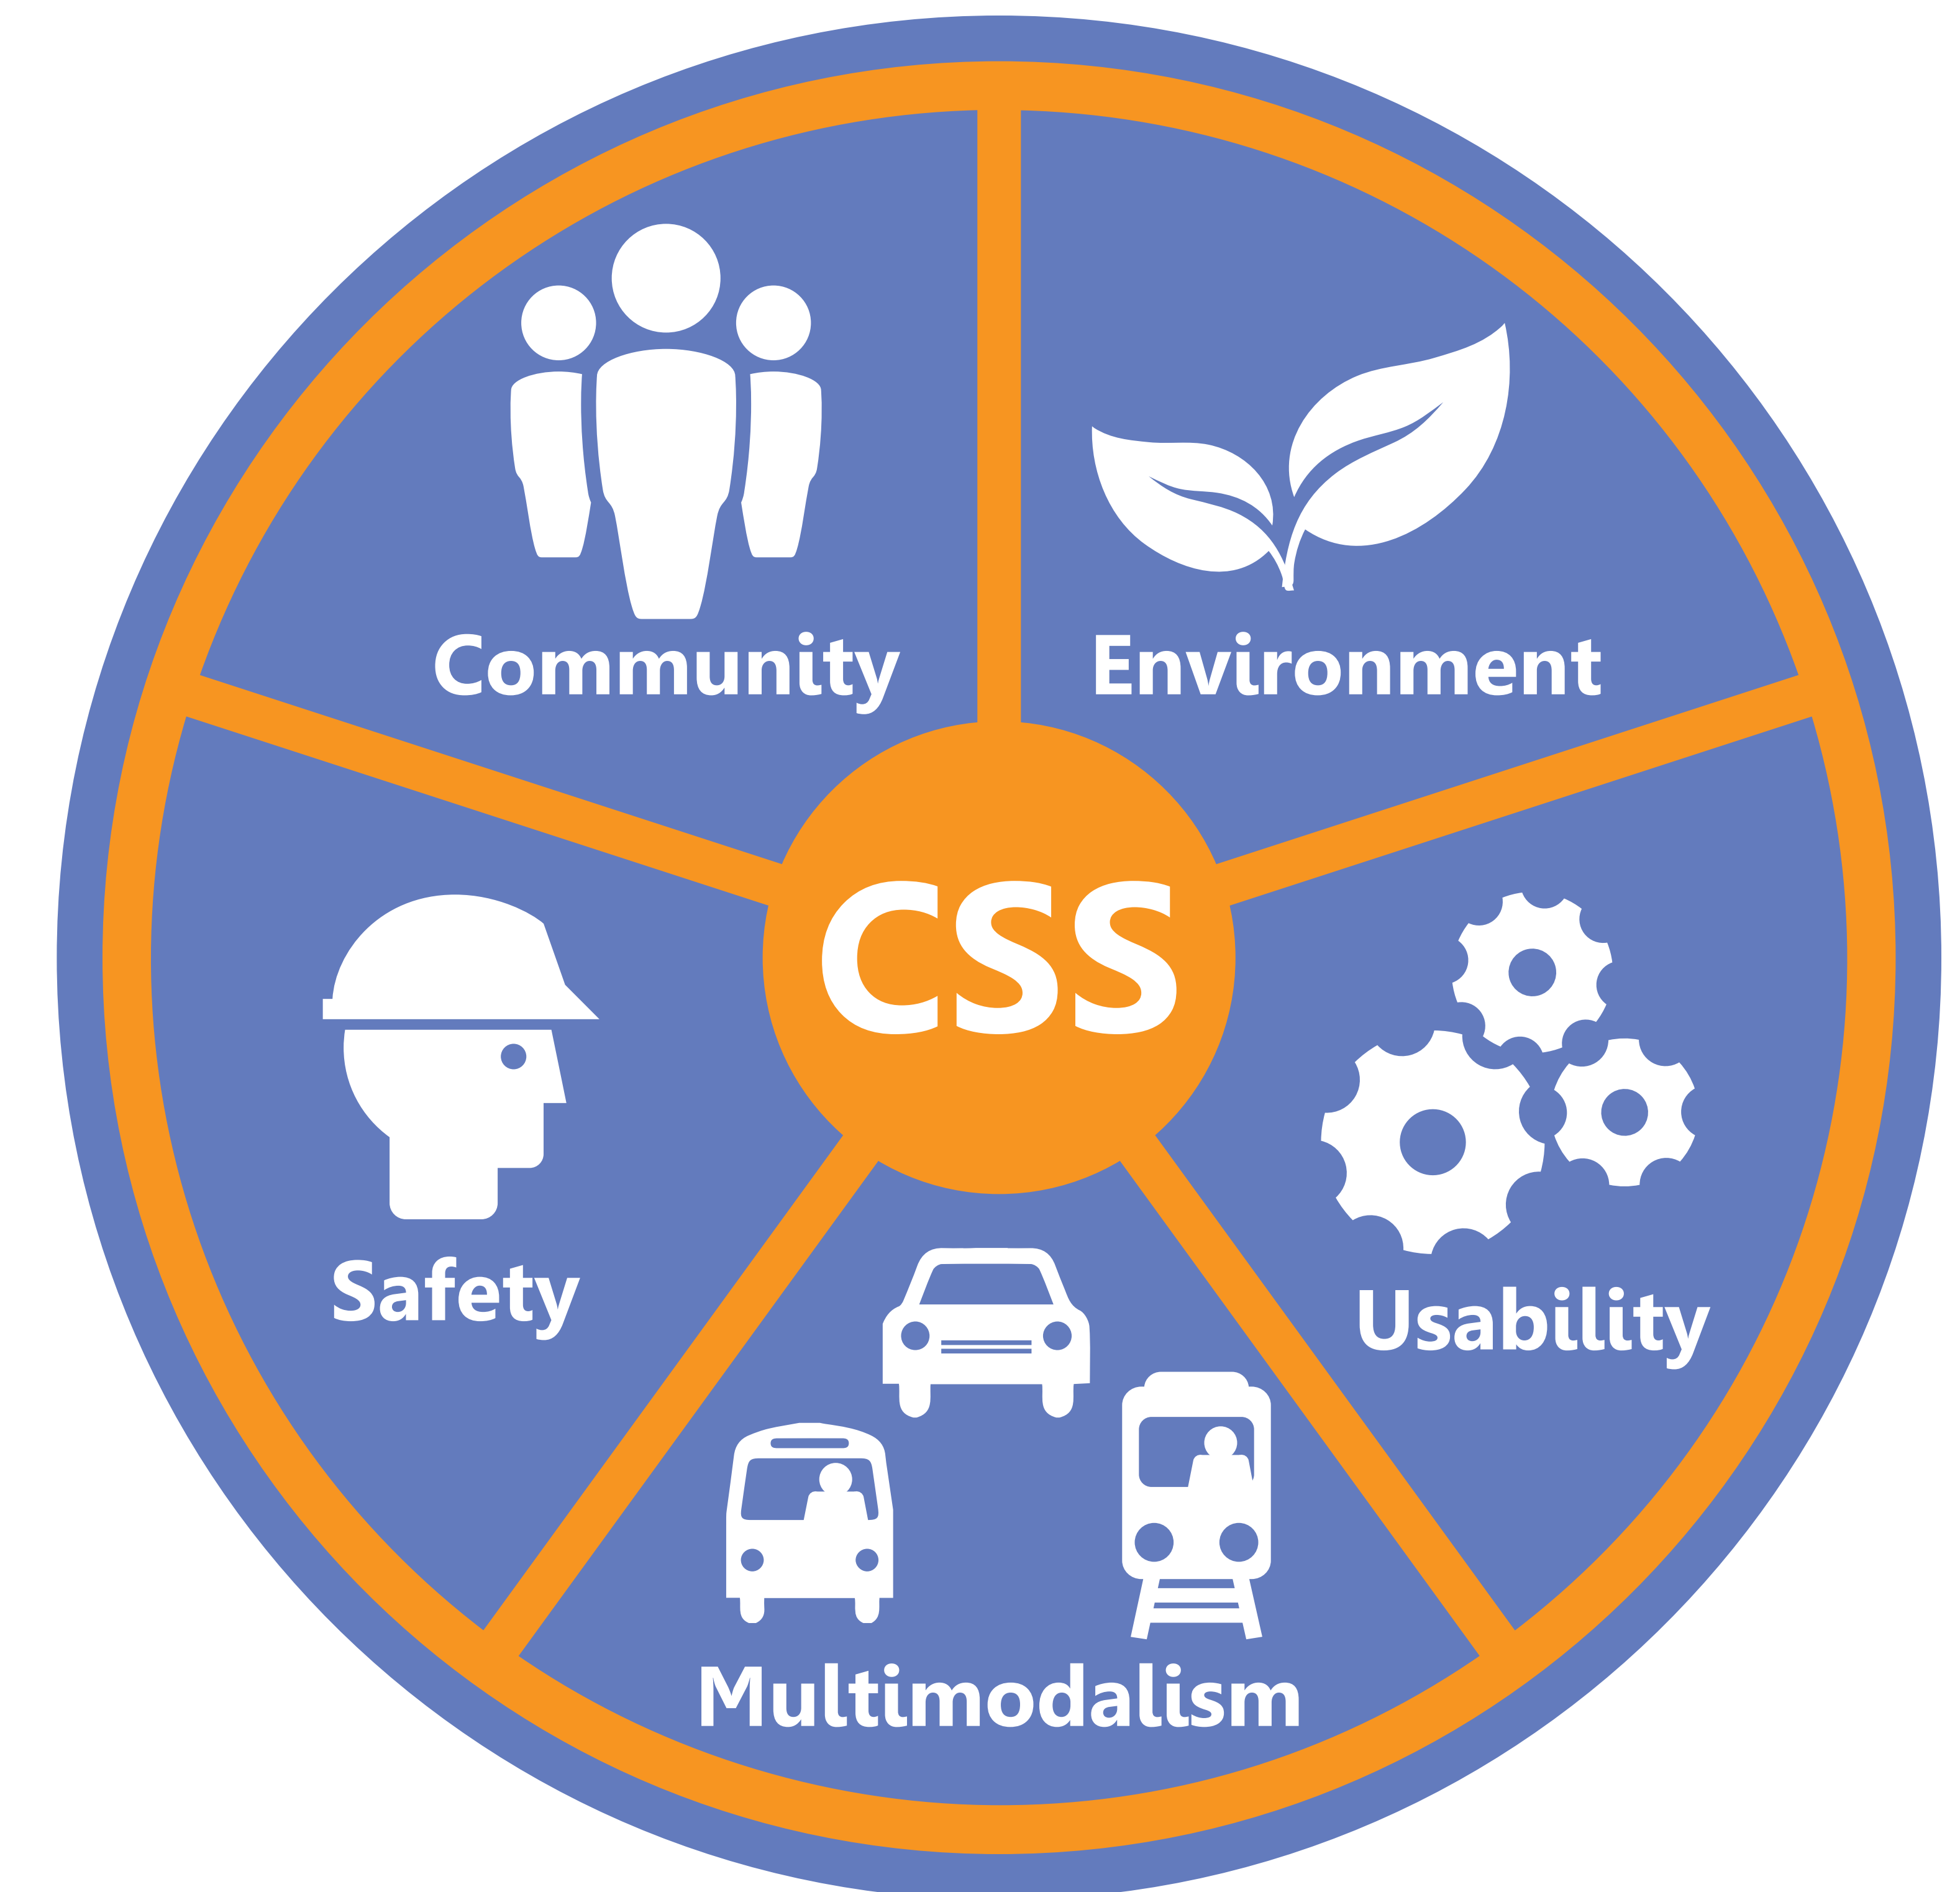 Community
Environment
CSS
Safety
Usability
Multimodalism